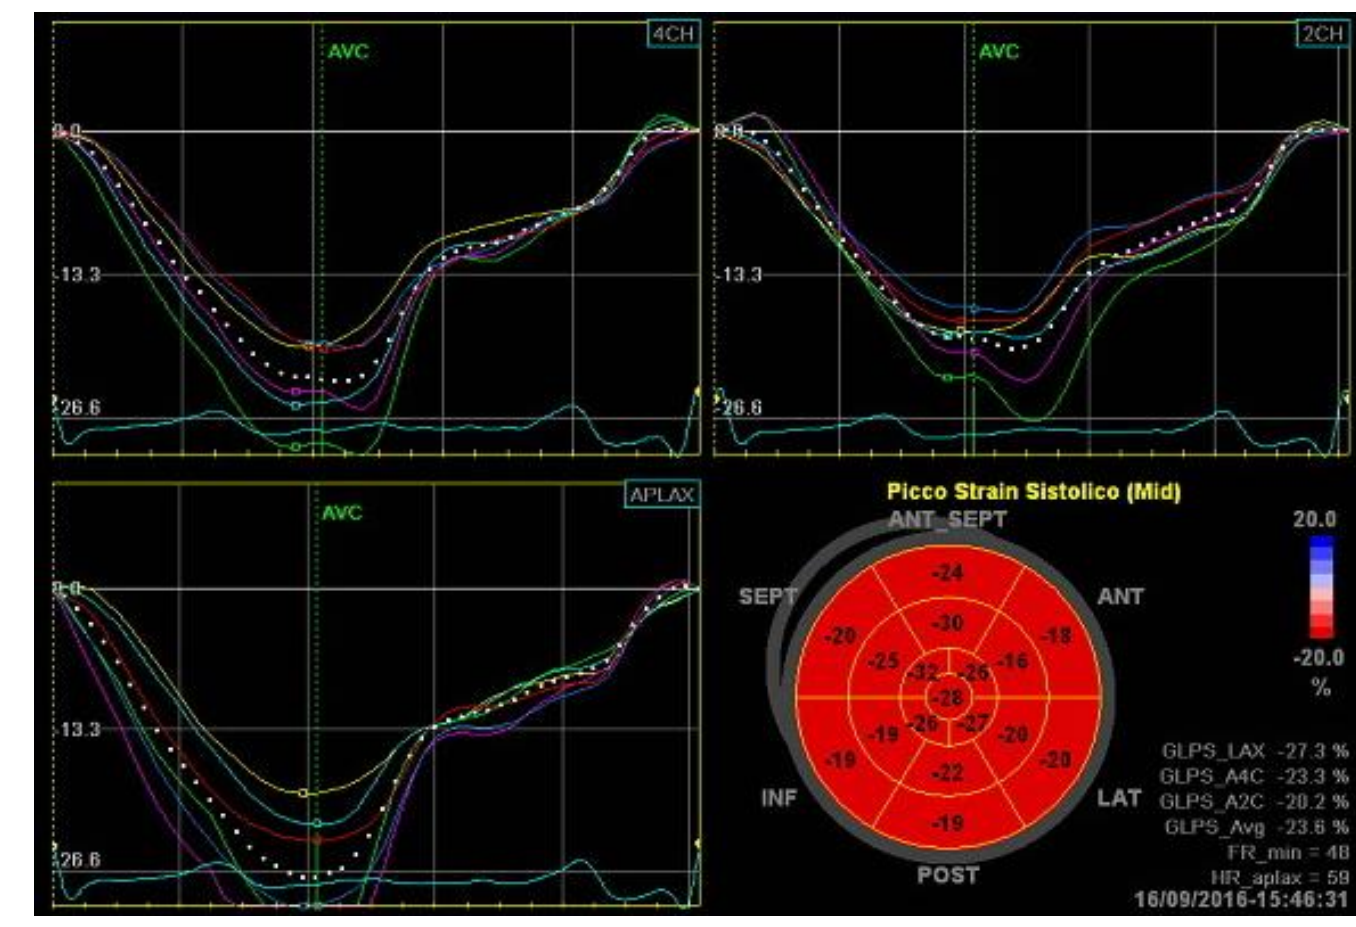 4CH
AVC
0.0
-13.3
-26.6
2CH
AVC
0.0
-13.3
-26.6
APLAX
AVC
0.0
-13.3
-26.6
Picco Strain Sistolico (Mid)
ANT_SEPT
SEPT
ANT
INF
LAT
POST
-24
-20
-18
-30
-25
-16
-32
-26
-28
-26
-27
-19
-20
-19
-20
-22
-19
20.0
-20.0
%
GLPS_LAX -27.3 %
GLPS_A4C -23.3 %
GLPS_A2C -20.2 %
GLPS_Avg -23.6 %
FR_min = 48
HR_aplax = 59
16/09/2016-15:46:31